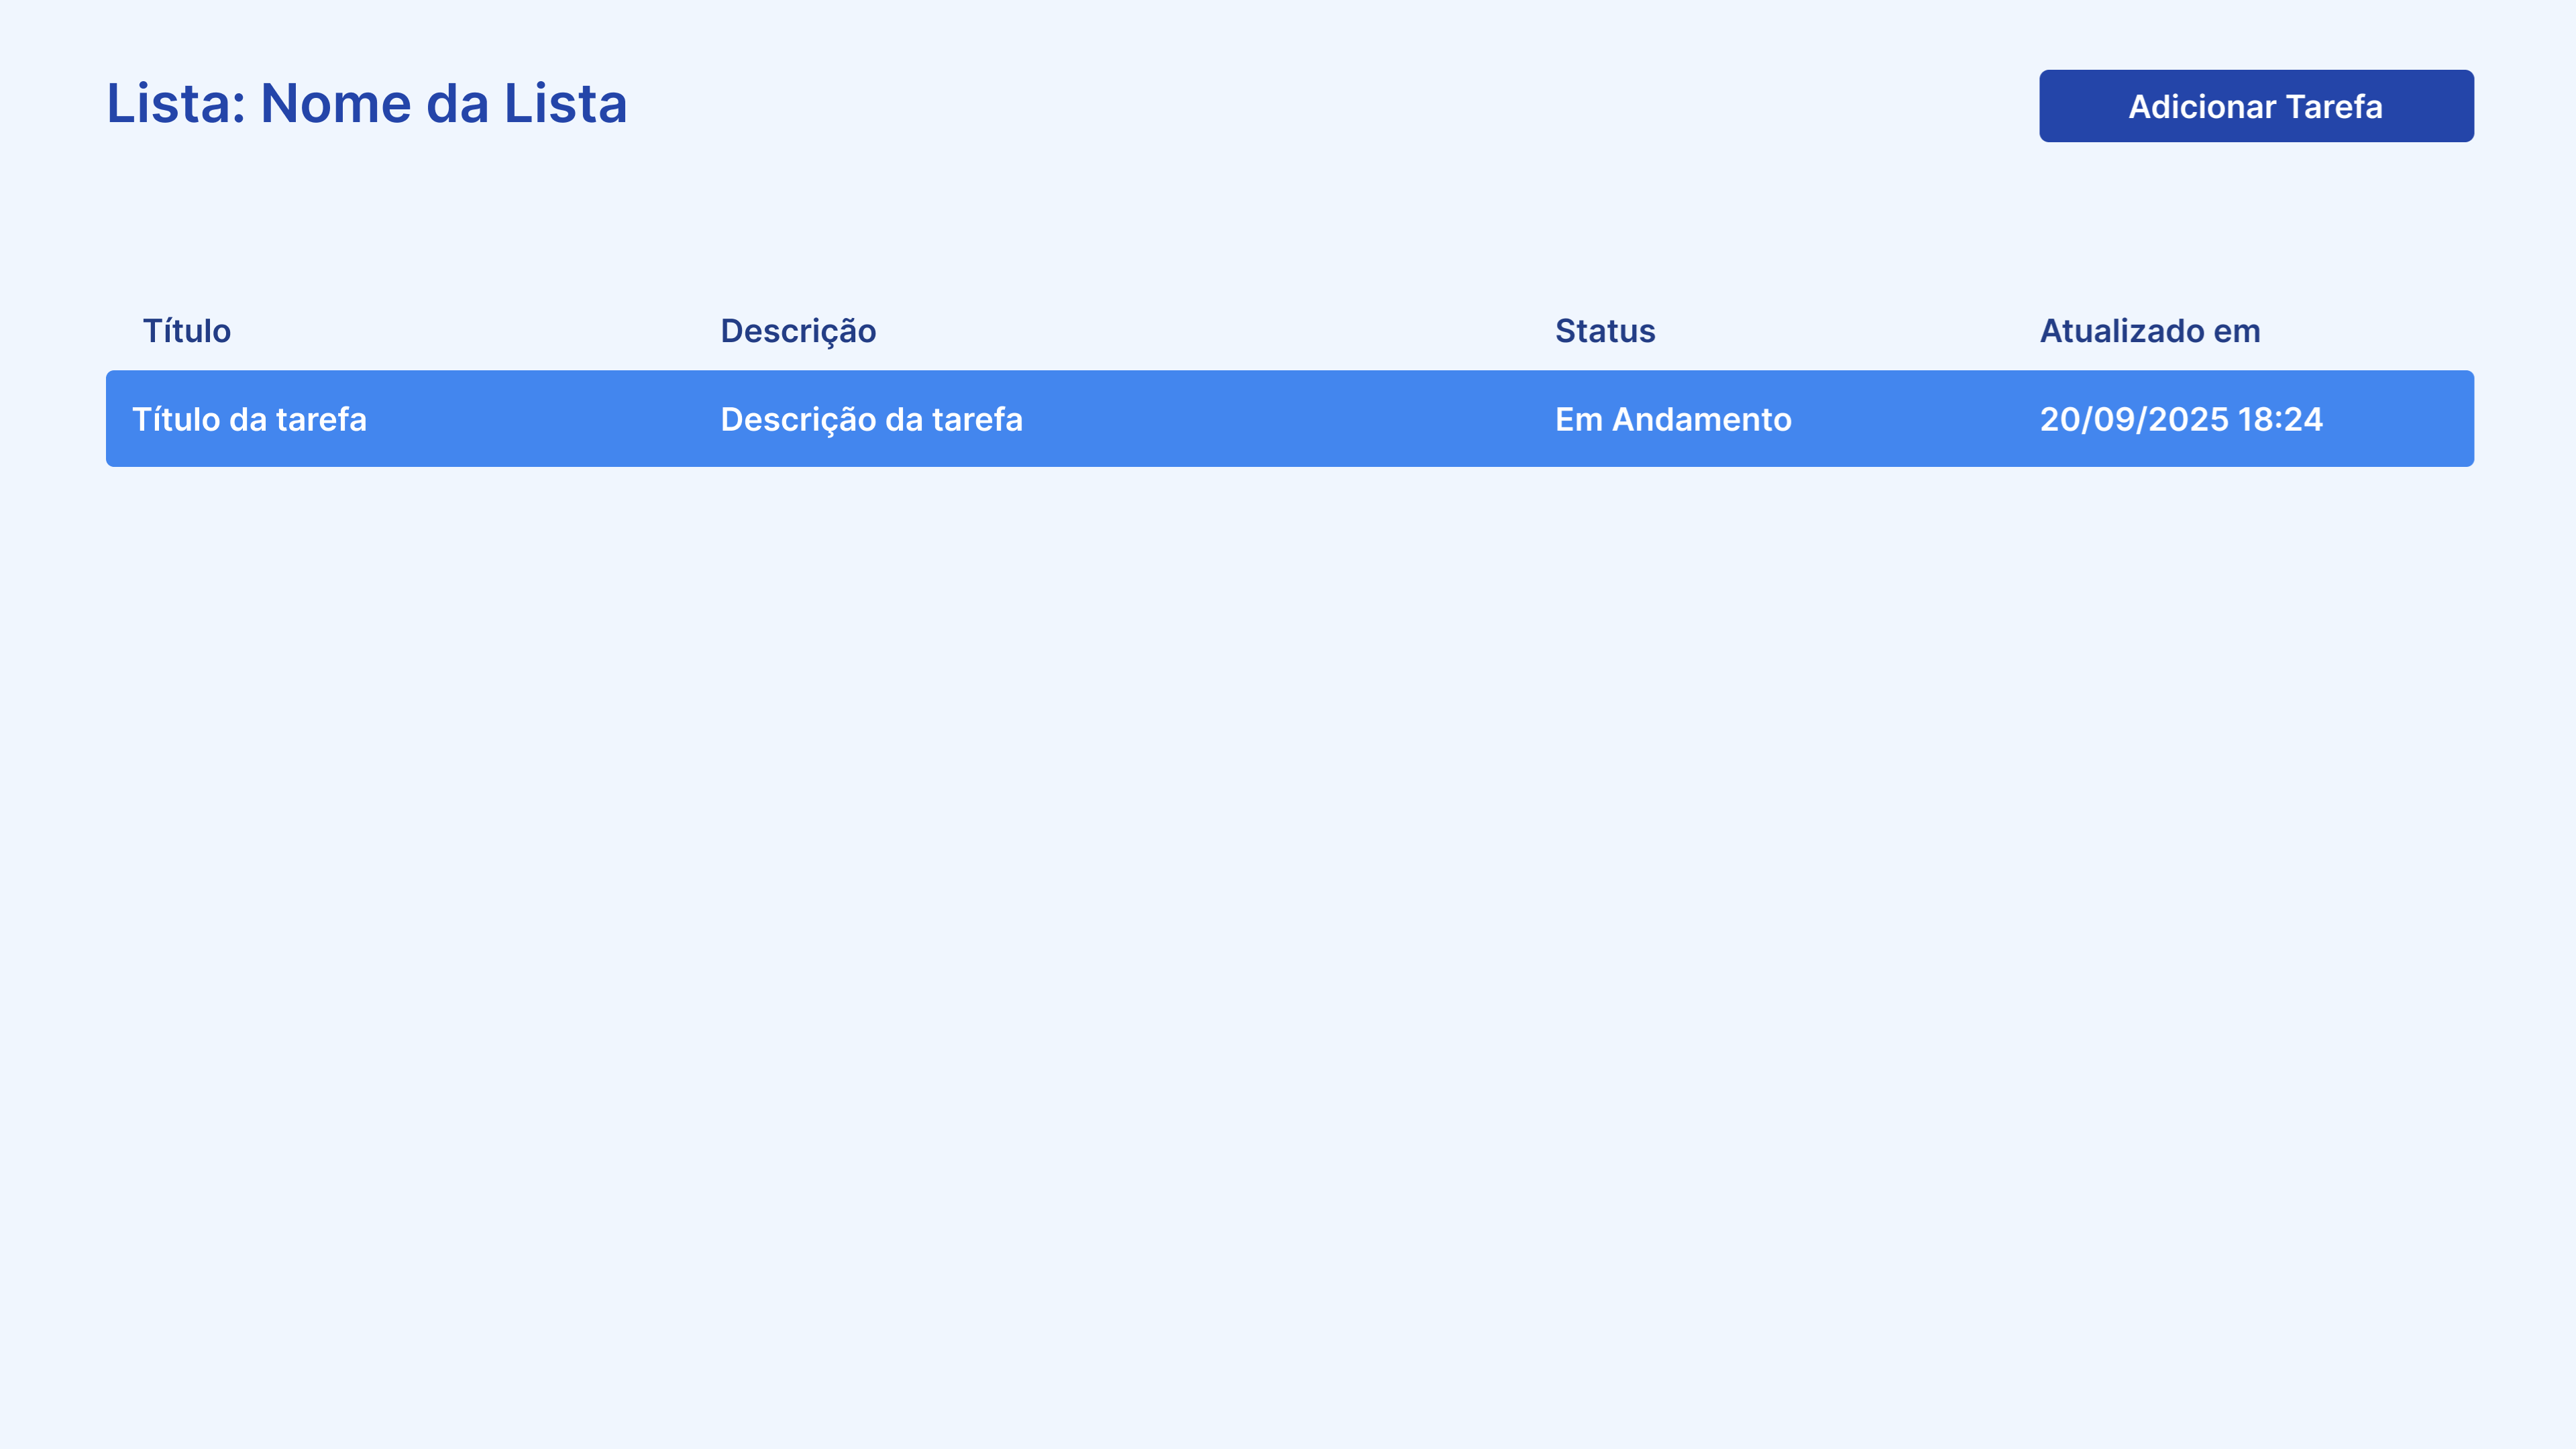 Lista: Nome da Lista
Adicionar Tarefa
Título Descrição Status Atualizado em
Título da tarefa Descrição da tarefa Em Andamento 20/09/2025 18:24